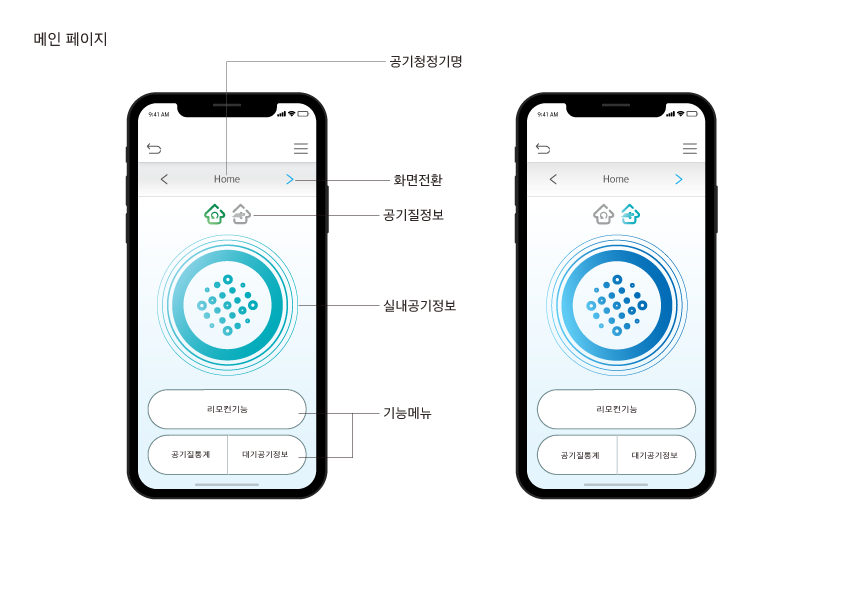 메인 페이지
공기청정기명
9:41 AM
Home
화면전환
공기질정보
실내공기정보
리모컨기능
기능메뉴
공기질통계
대기공기정보
9:41 AM
Home
리모컨기능
공기질통계
대기공기정보